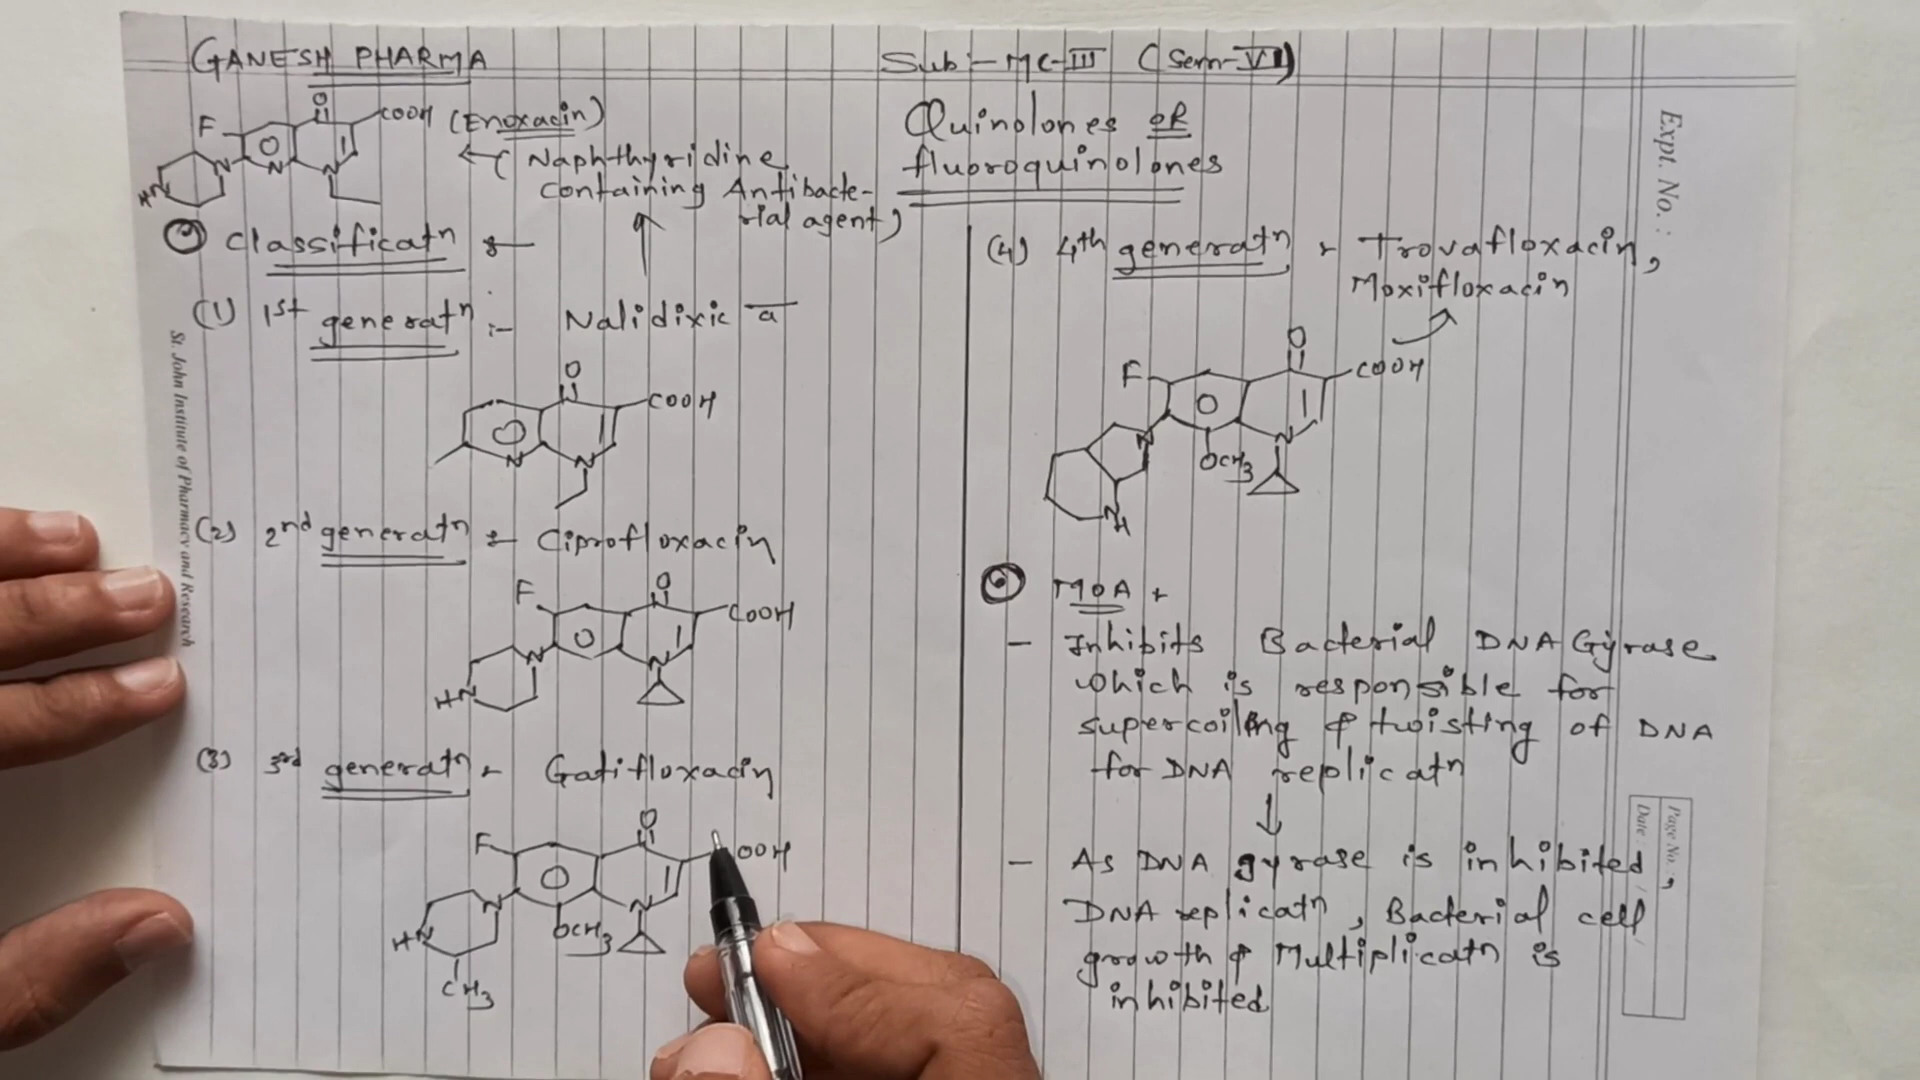 GANESH PHARMA
Sub:- MC-III (Sem-VI)
O
F
COOH (Enoxacin)
N
N
N
HN
← ( Naphthyridine
containing Antibacte-
rial agent)
Quinolones OR
fluoroquinolones
Classificatn :-
(1) 1st generatn :- Nalidixic a
O
COOH
N
N
(2) 2nd generatn :- Ciprofloxacin
F
O
COOH
N
N
HN
(3) 3rd generatn :- Gatifloxacin
F
O
OOH
N
N
HN
OCH3
CH3
(4) 4th generatn :- Trovafloxacin,
Moxifloxacin
O
F
COOH
N
N
OCH3
NH
MOA :-
- Inhibits Bacterial DNA Gyrase
which is responsible for
supercoiling & twisting of DNA
for DNA replicatn
↓
- As DNA gyrase is inhibited,
DNA replicatn, Bacterial cell
growth & Multiplicatn is
inhibited
Expt. No. :
Page No. :
Date : / /
St. John Institute of Pharmacy and Research